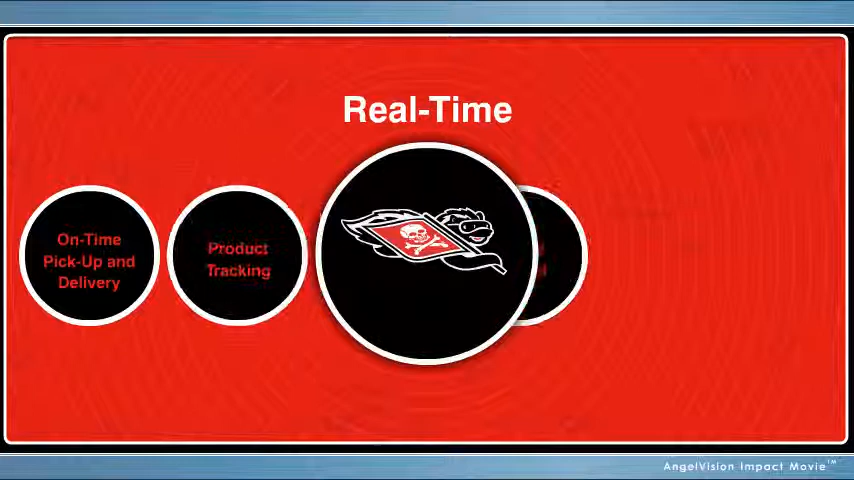 Real-Time
On-Time
Pick-Up and
Delivery
Product
Tracking
AngelVision Impact Movie™